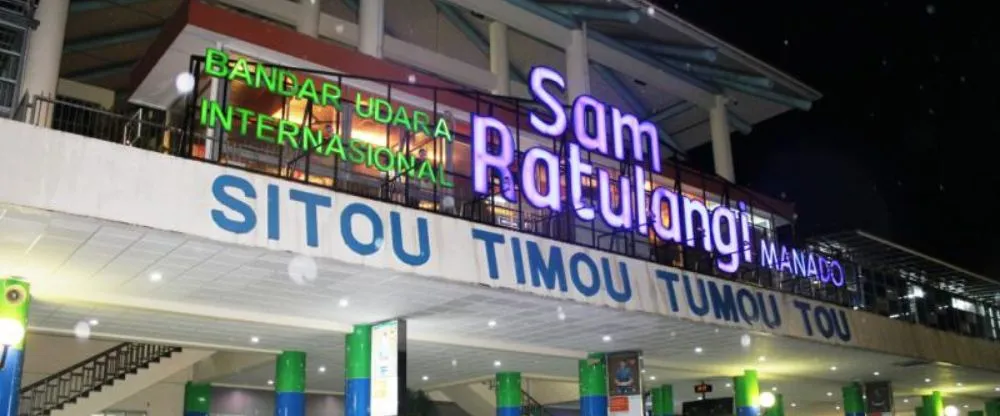 BANDAR UDARA
INTERNASIONAL
Sam
Ratulangi
MANADO
SITOU TIMOU TUMOU TOU